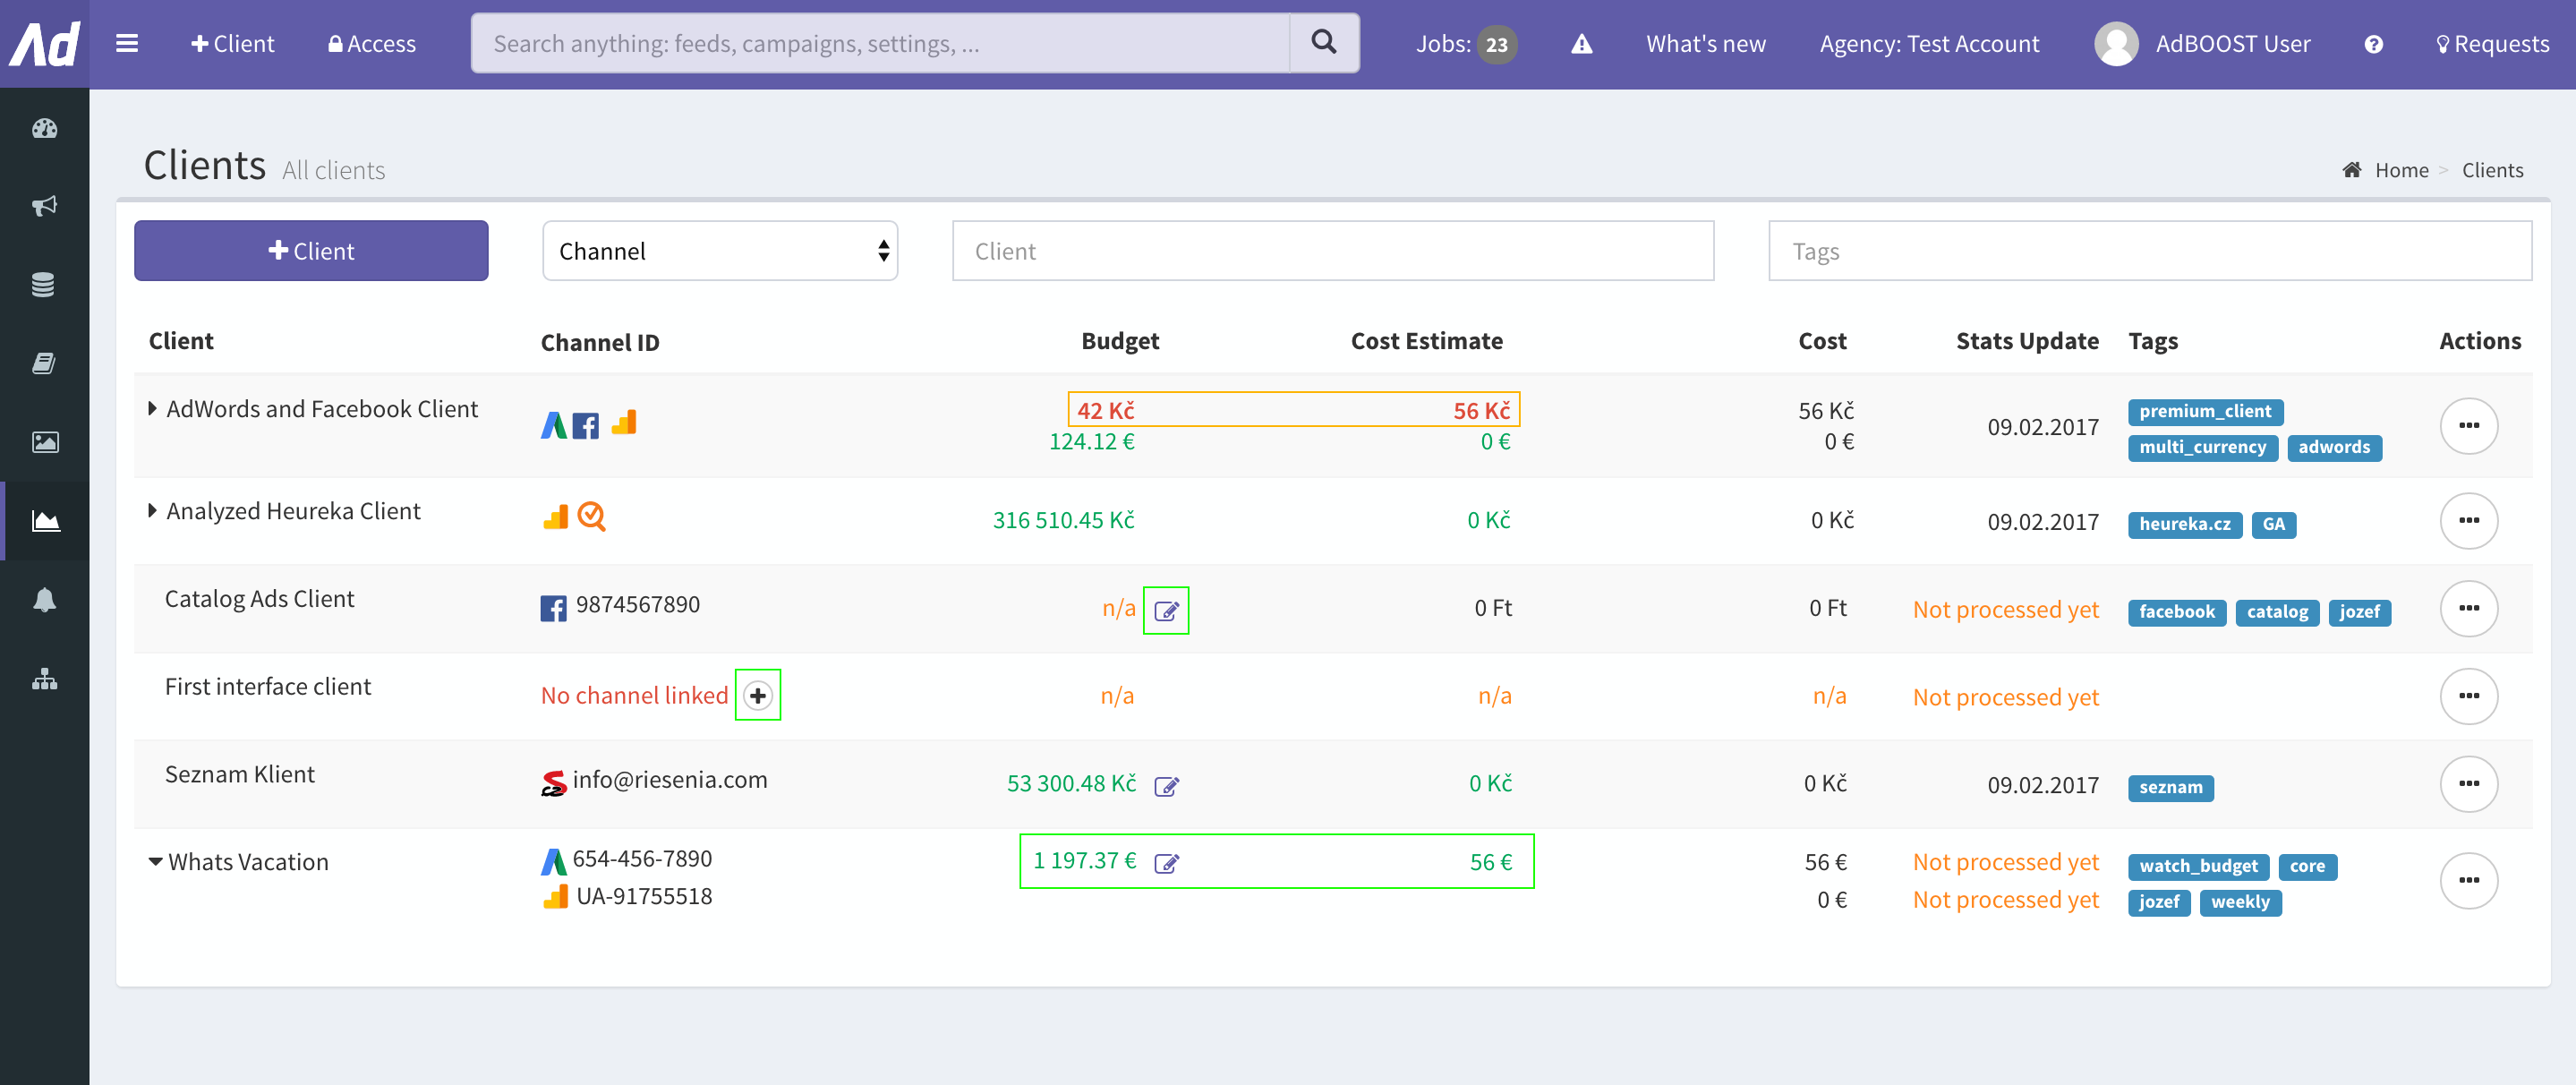 Ad
Client Access Search anything: feeds, campaigns, settings, ... Jobs: 23 What's new Agency: Test Account AdBOOST User Requests
Clients All clients
Home > Clients
Client Channel Client Tags
Client Channel ID Budget Cost Estimate Cost Stats Update Tags Actions
AdWords and Facebook Client 42 Kč 56 Kč 56 Kč 09.02.2017 premium_client
124.12 € 0 € 0 € multi_currency adwords
Analyzed Heureka Client 316 510.45 Kč 0 Kč 0 Kč 09.02.2017 heureka.cz GA
Catalog Ads Client 9874567890 n/a 0 Ft 0 Ft Not processed yet facebook catalog jozef
First interface client No channel linked n/a n/a n/a Not processed yet
Seznam Klient info@riesenia.com 53 300.48 Kč 0 Kč 0 Kč 09.02.2017 seznam
Whats Vacation 654-456-7890 1 197.37 € 56 € 56 € Not processed yet watch_budget core
UA-91755518 0 € Not processed yet jozef weekly